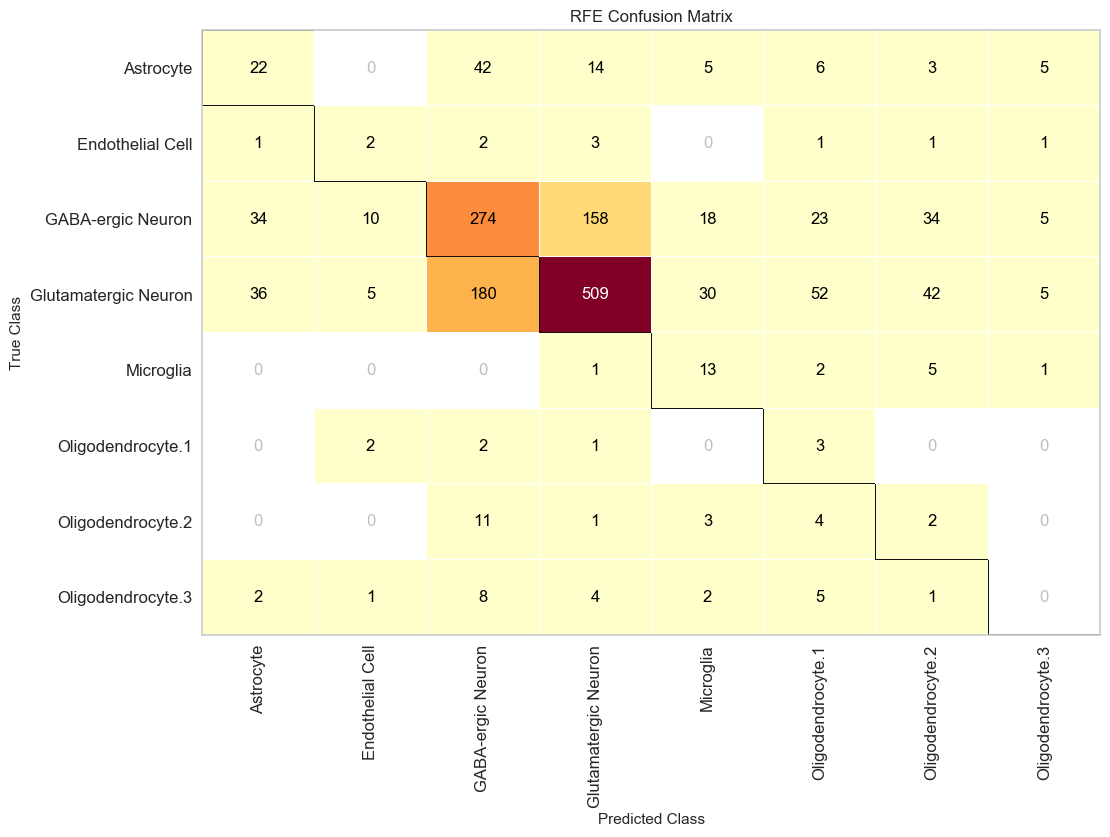 RFE Confusion Matrix
True Class
Astrocyte 22 0 42 14 5 6 3 5
Endothelial Cell 1 2 2 3 0 1 1 1
GABA-ergic Neuron 34 10 274 158 18 23 34 5
Glutamatergic Neuron 36 5 180 509 30 52 42 5
Microglia 0 0 0 1 13 2 5 1
Oligodendrocyte.1 0 2 2 1 0 3 0 0
Oligodendrocyte.2 0 0 11 1 3 4 2 0
Oligodendrocyte.3 2 1 8 4 2 5 1 0
Astrocyte
Endothelial Cell
GABA-ergic Neuron
Glutamatergic Neuron
Microglia
Oligodendrocyte.1
Oligodendrocyte.2
Oligodendrocyte.3
Predicted Class